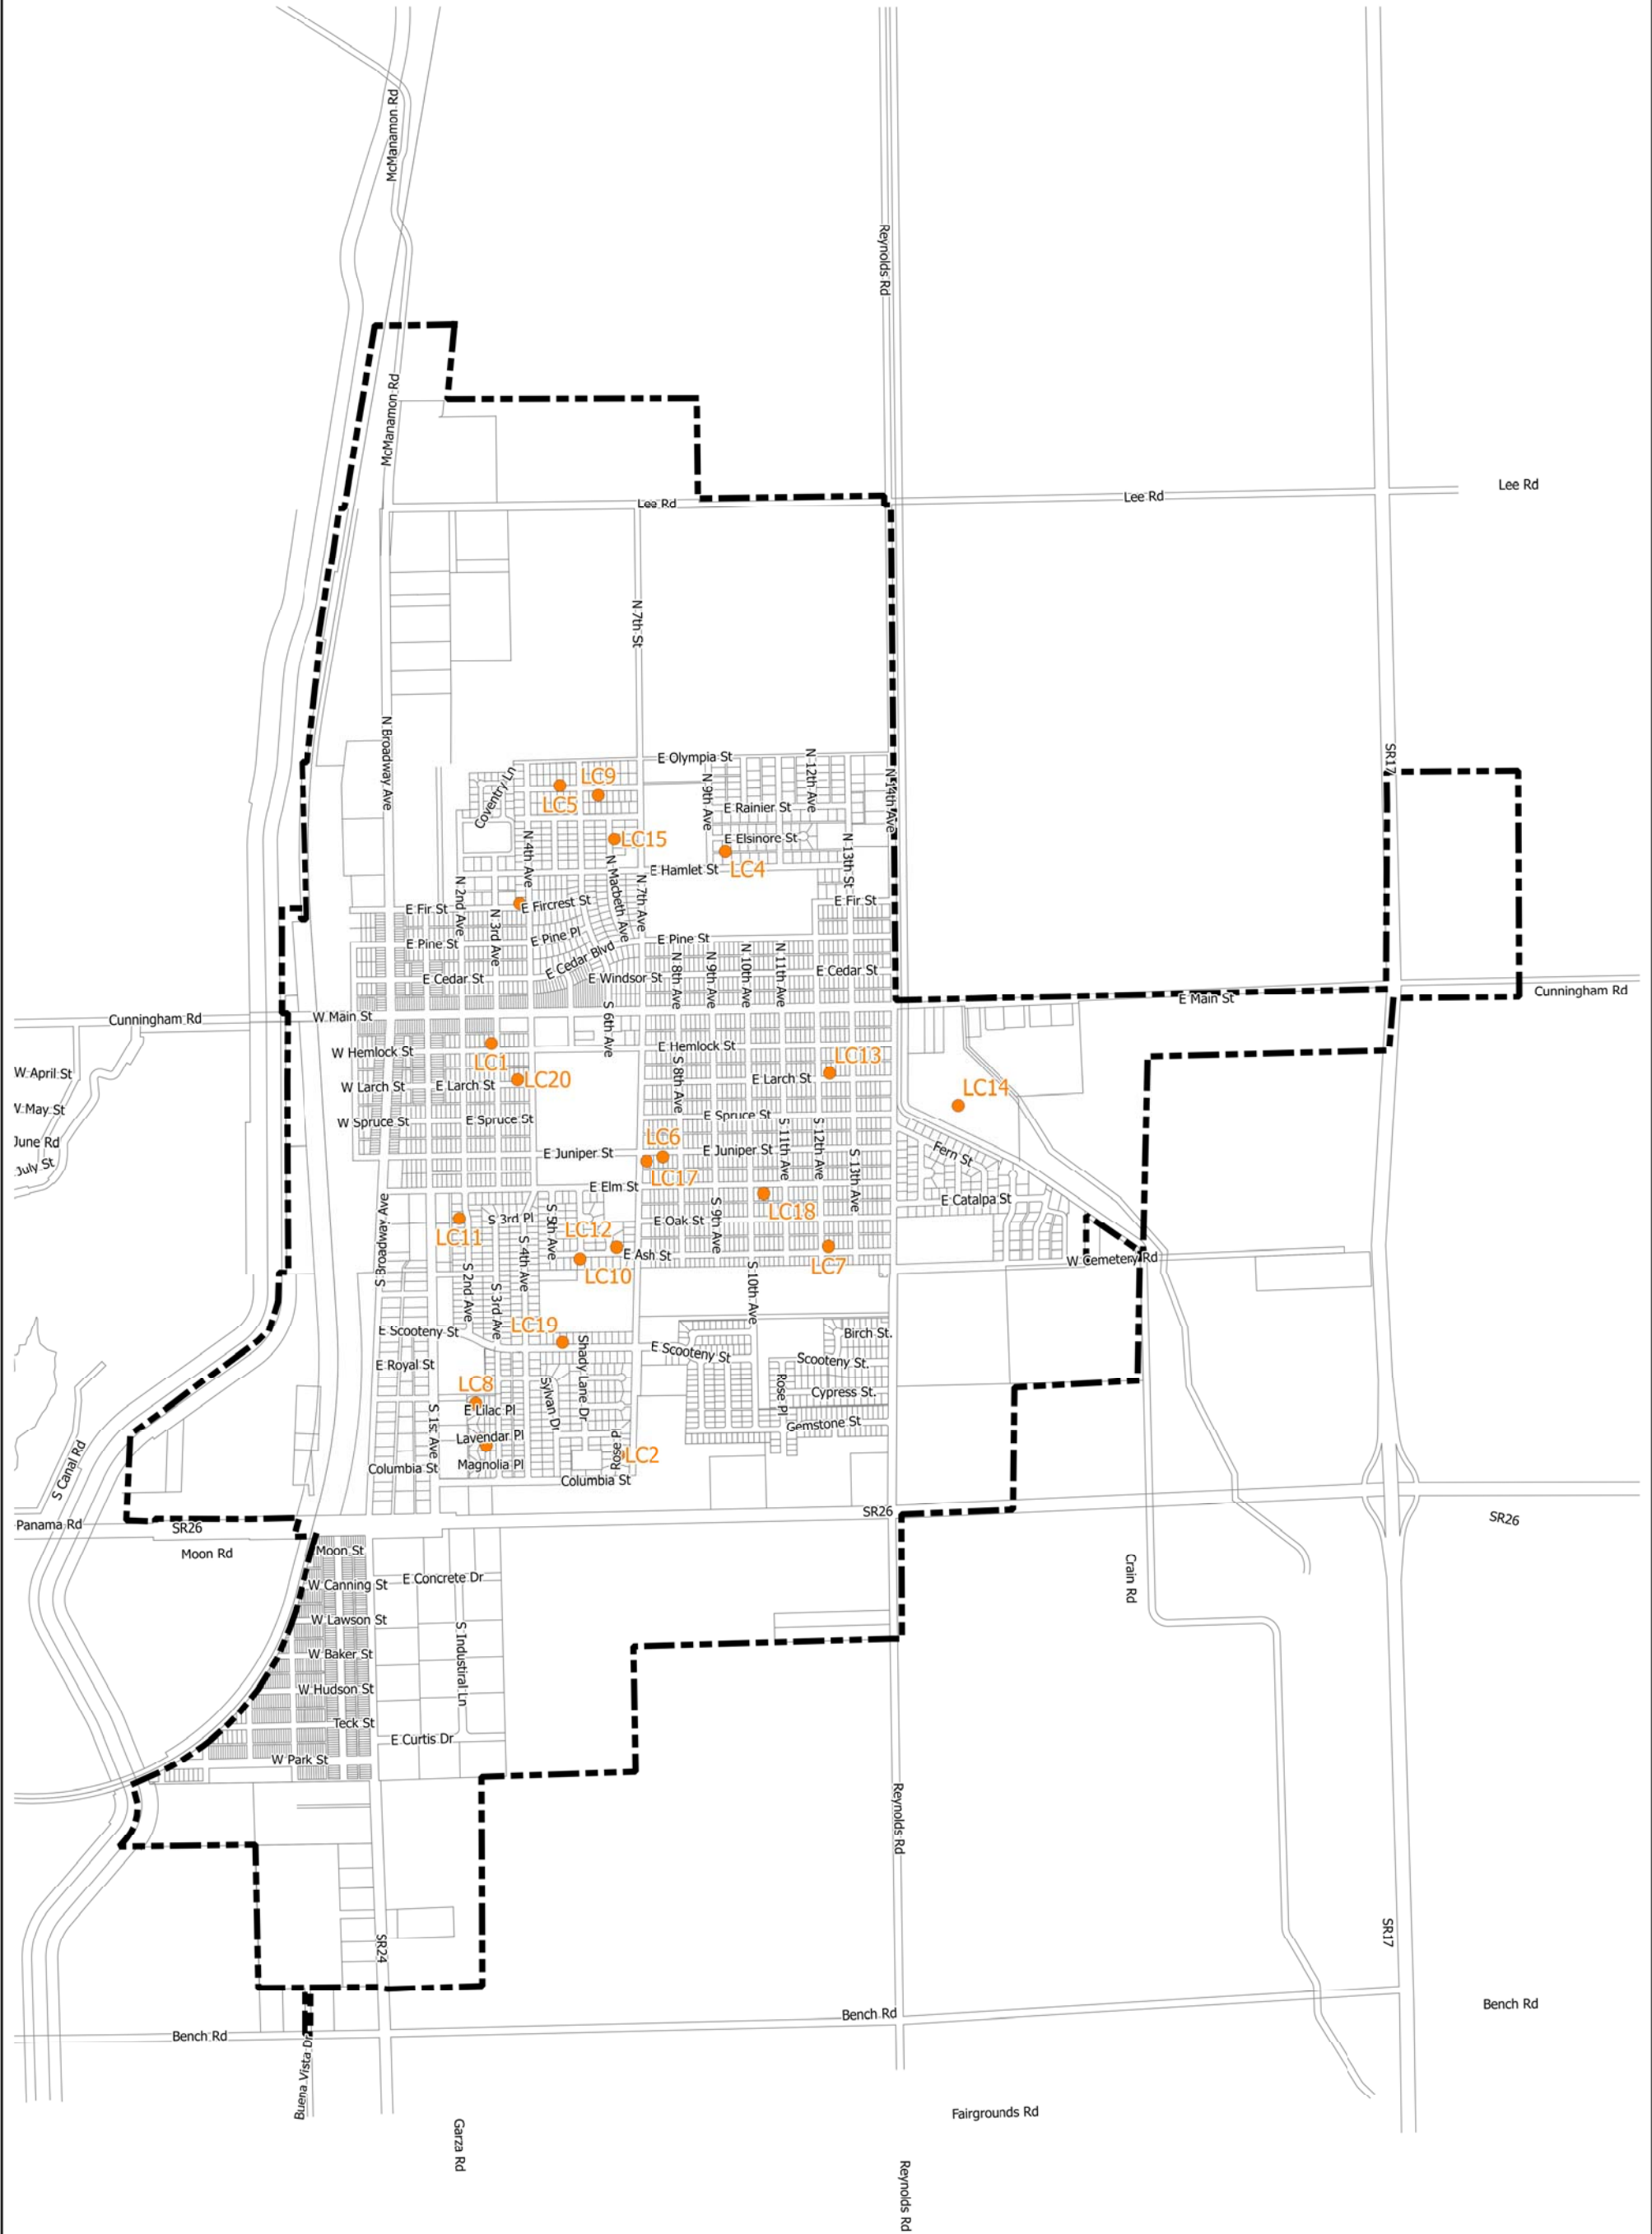 McManamon Rd
Reynolds Rd
McManamon Rd
Lee Rd
Lee Rd
Lee Rd
N 7th St
N Broadway Ave
SR17
E Olympia St
N 12th Ave
N 14th Ave
N 9th Ave
Coventry Ln
LC9
LC5
E Rainier St
LC15
E Elsinore St
N 4th Ave
N 13th St
E Hamlet St
LC4
N Macbeth Ave
N 7th Ave
N 2nd Ave
E Fir St
N 3rd Ave
E Fircrest St
E Fir St
E Pine St
E Pine Pl
E Pine St
E Cedar Blvd
N 8th Ave
N 9th Ave
N 10th Ave
N 11th Ave
E Cedar St
E Windsor St
E Cedar St
Cunningham Rd
E Main St
Cunningham Rd
W Main St
S 6th Ave
W Hemlock St
E Hemlock St
LC1
LC13
W April St
W Larch St
E Larch St
LC20
S 8th Ave
E Larch St
LC14
W May St
W Spruce St
E Spruce St
E Spruce St
June Rd
July St
LC6
E Juniper St
E Juniper St
S 11th Ave
S 12th Ave
Fern St
LC17
S 13th Ave
E Elm St
E Catalpa St
S Broadway Ave
S 3rd Pl
S 5th Ave
LC12
E Oak St
S 9th Ave
LC18
LC11
S 4th Ave
E Ash St
W Cemetery Rd
LC10
LC7
S 2nd Ave
S 3rd Ave
S 10th Ave
LC19
E Scooteny St
Shady Lane Dr
E Scooteny St
Birch St.
E Royal St
Scooteny St.
LC8
Sylvan Dr
Rose Pl
Cypress St.
E Lilac Pl
S 1st Ave
Gemstone St
Lavendar Pl
Rose Pl
LC2
S Canal Rd
Columbia St
Magnolia Pl
Columbia St
SR26
SR26
Panama Rd
SR26
Moon Rd
Moon St
W Canning St
E Concrete Dr
Crain Rd
W Lawson St
S Industrial Ln
W Baker St
W Hudson St
Teck St
E Curtis Dr
W Park St
Reynolds Rd
SR24
SR17
Bench Rd
Bench Rd
Bench Rd
Buena Vista Dr
Fairgrounds Rd
Garza Rd
Reynolds Rd